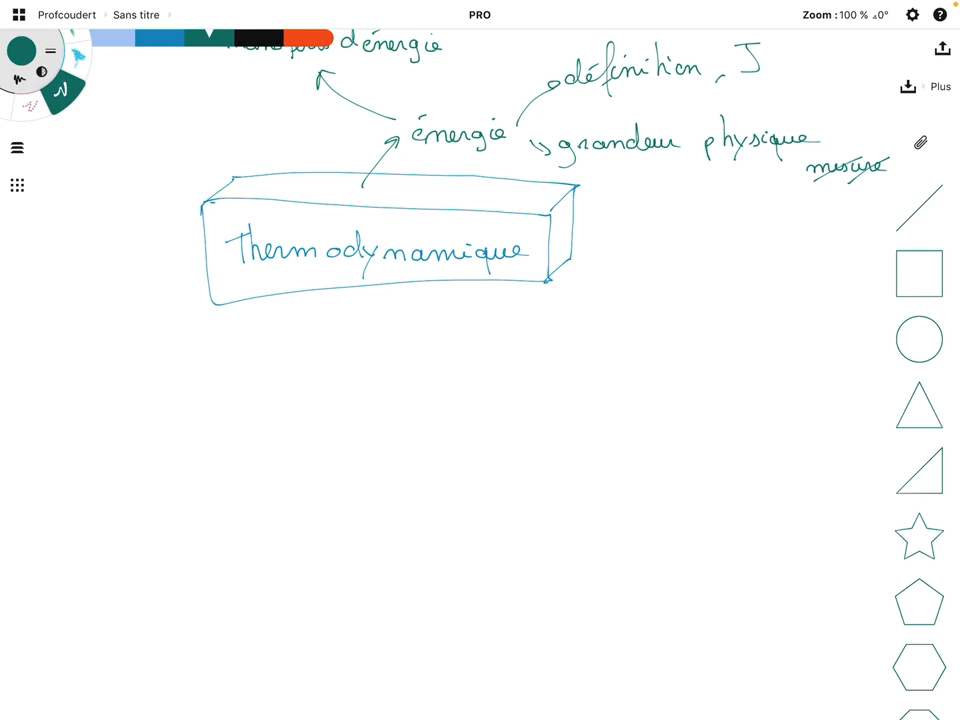 Profcoudert
Sans titre
PRO
Zoom : 100 % 0°
Plus
d'énergie
définition, J
énergie
grandeur physique
mesure
Thermodynamique